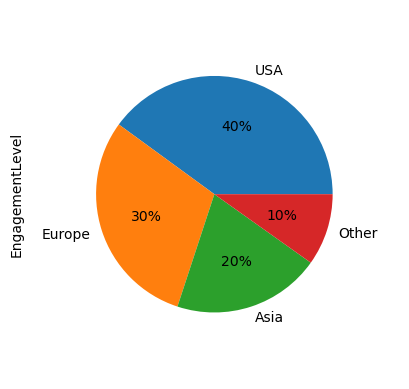 USA
40%
EngagementLevel
30%
10%
Europe
Other
20%
Asia